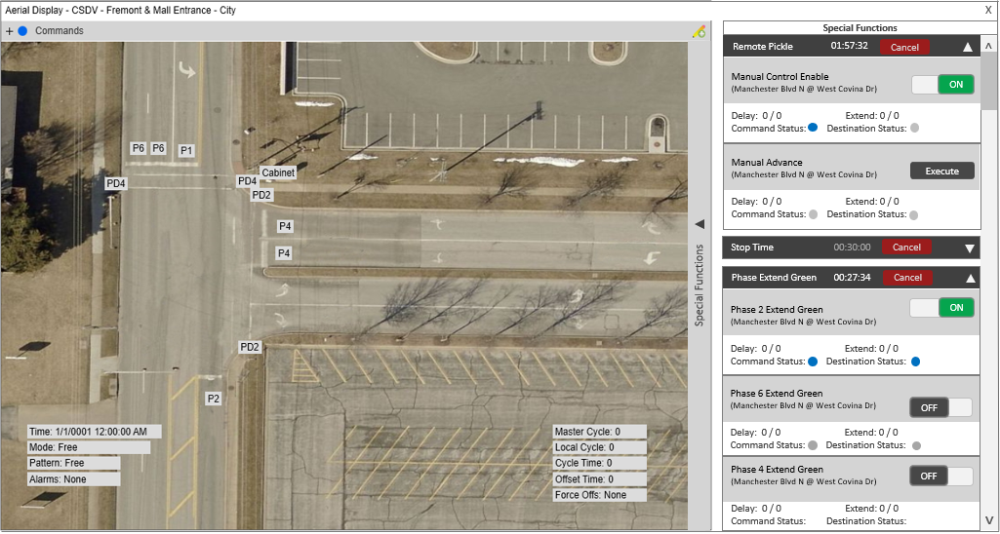 Aerial Display - CSDV - Fremont & Mall Entrance - City
X
+ Commands
P6 P6 P1
PD4
Cabinet
PD4
PD2
P4
P4
PD2
P2
Time: 1/1/0001 12:00:00 AM
Mode: Free
Pattern: Free
Alarms: None
Master Cycle: 0
Local Cycle: 0
Cycle Time: 0
Offset Time: 0
Force Offs: None
Special Functions
Special Functions
Remote Pickle 01:57:32 Cancel
Manual Control Enable
(Manchester Blvd N @ West Covina Dr)
ON
Delay: 0 / 0 Extend: 0 / 0
Command Status: Destination Status:
Manual Advance
(Manchester Blvd N @ West Covina Dr)
Execute
Delay: 0 / 0 Extend: 0 / 0
Command Status: Destination Status:
Stop Time 00:30:00 Cancel
Phase Extend Green 00:27:34 Cancel
Phase 2 Extend Green
(Manchester Blvd N @ West Covina Dr)
ON
Delay: 0 / 0 Extend: 0 / 0
Command Status: Destination Status:
Phase 6 Extend Green
(Manchester Blvd N @ West Covina Dr)
OFF
Delay: 0 / 0 Extend: 0 / 0
Command Status: Destination Status:
Phase 4 Extend Green
(Manchester Blvd N @ West Covina Dr)
OFF
Delay: 0 / 0 Extend: 0 / 0
Command Status: Destination Status: